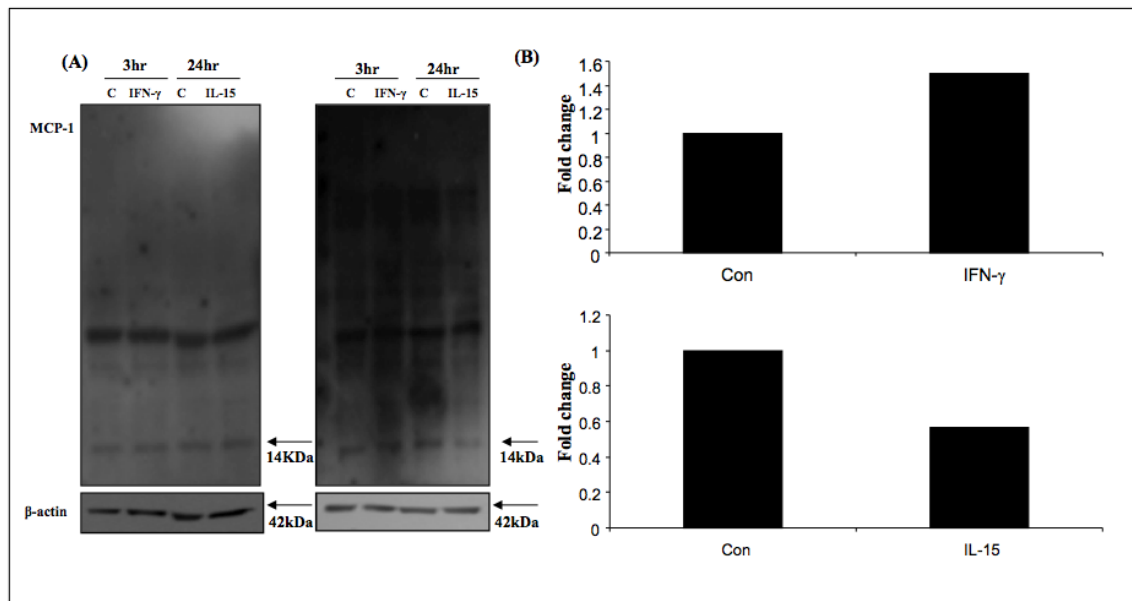 (A)
3hr 24hr
C IFN-γ C IL-15
MCP-1
14KDa
β-actin
42kDa
3hr 24hr
C IFN-γ C IL-15
14kDa
42kDa
(B)
Fold change
1.6
1.4
1.2
1
0.8
0.6
0.4
0.2
0
Con IFN-γ
Fold change
1.2
1
0.8
0.6
0.4
0.2
0
Con IL-15